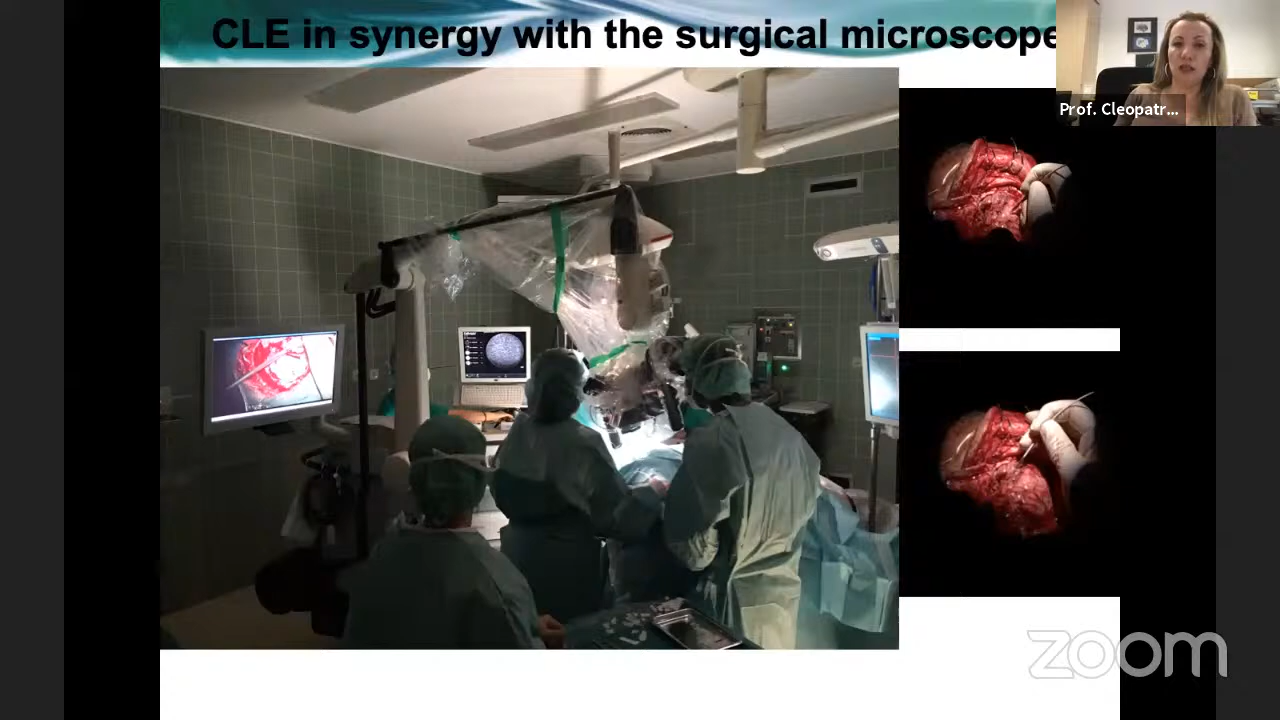 CLE in synergy with the surgical microscope
Prof. Cleopatr...
zoom